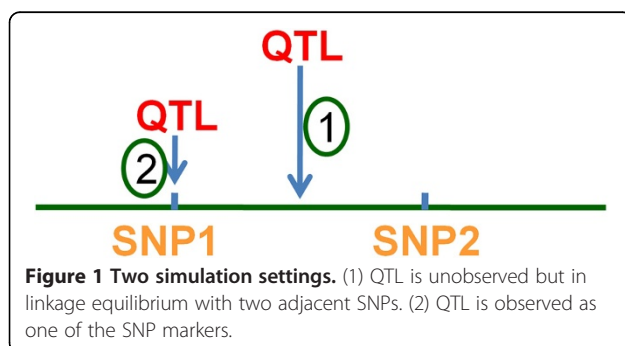 QTL
QTL
1
2
SNP1 SNP2
Figure 1 Two simulation settings. (1) QTL is unobserved but in
linkage equilibrium with two adjacent SNPs. (2) QTL is observed as
one of the SNP markers.